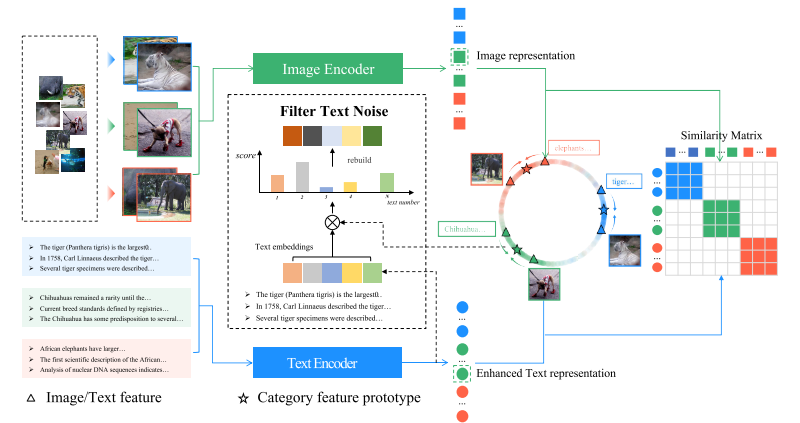 Image Encoder
Image representation
...
...
...
Filter Text Noise
score
rebuild
1 2 3 4 N
text number
Text embeddings
➢ The tiger (Panthera tigris) is the largest
➢ In 1758, Carl Linnaeus described the tiger…
➢ Several tiger specimens were described…
elephants…
tiger…
Chihuahua…
Similarity Matrix
... ... ...
...
...
...
➢ The tiger (Panthera tigris) is the largest
➢ In 1758, Carl Linnaeus described the tiger…
➢ Several tiger specimens were described…
➢ Chihuahuas remained a rarity until the…
➢ Current breed standards defined by registries…
➢ The Chihuahua has some predisposition to several…
➢ African elephants have larger…
➢ The first scientific description of the African…
➢ Analysis of nuclear DNA sequences indicates…
Text Encoder
...
...
...
Enhanced Text representation
△ Image/Text feature
☆ Category feature prototype